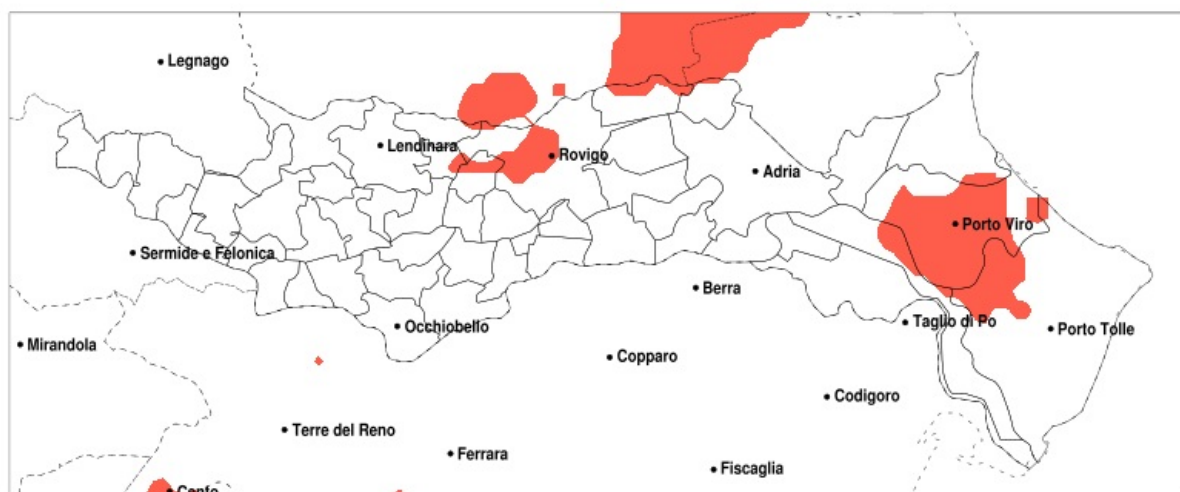 Legnago
Lendinara
Rovigo
Adria
Porto Viro
Sermide e Felonica
Berra
Taglio di Po
Porto Tolle
Occhiobello
Mirandola
Copparo
Codigoro
Terre del Reno
Ferrara
Fiscaglia
Cento